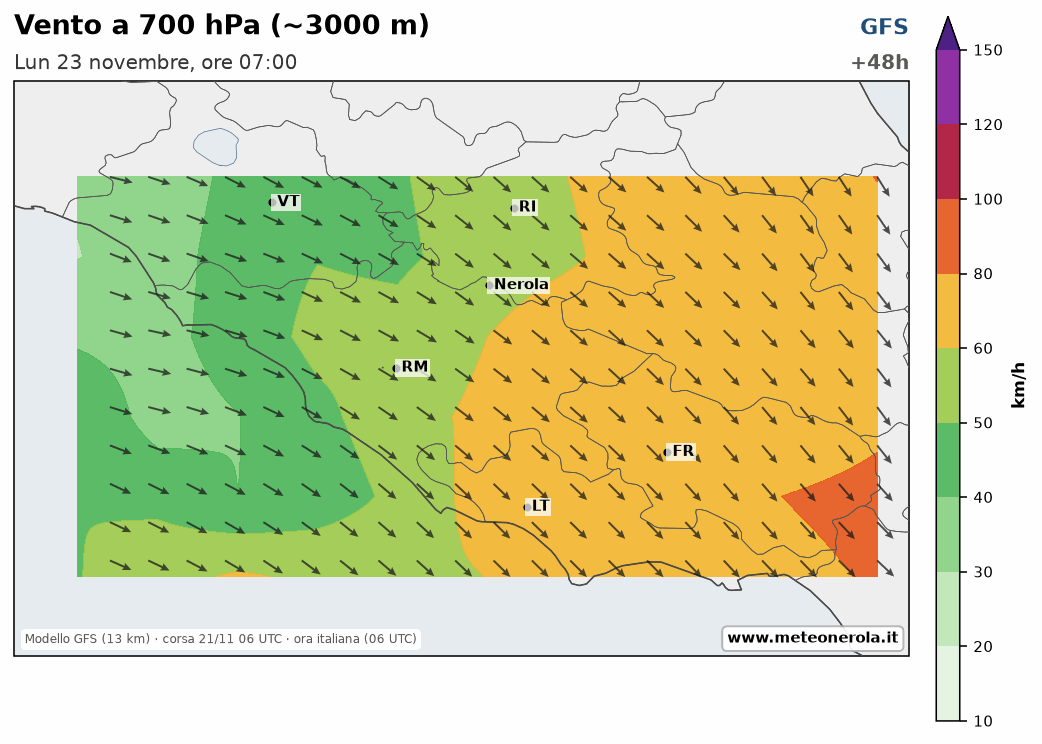 Vento a 700 hPa (~3000 m)
GFS
Lun 23 novembre, ore 07:00
+48h
VT
RI
Nerola
RM
FR
LT
150
120
100
80
60
50
40
30
20
10
km/h
Modello GFS (13 km) · corsa 21/11 06 UTC · ora italiana (06 UTC)
www.meteonerola.it